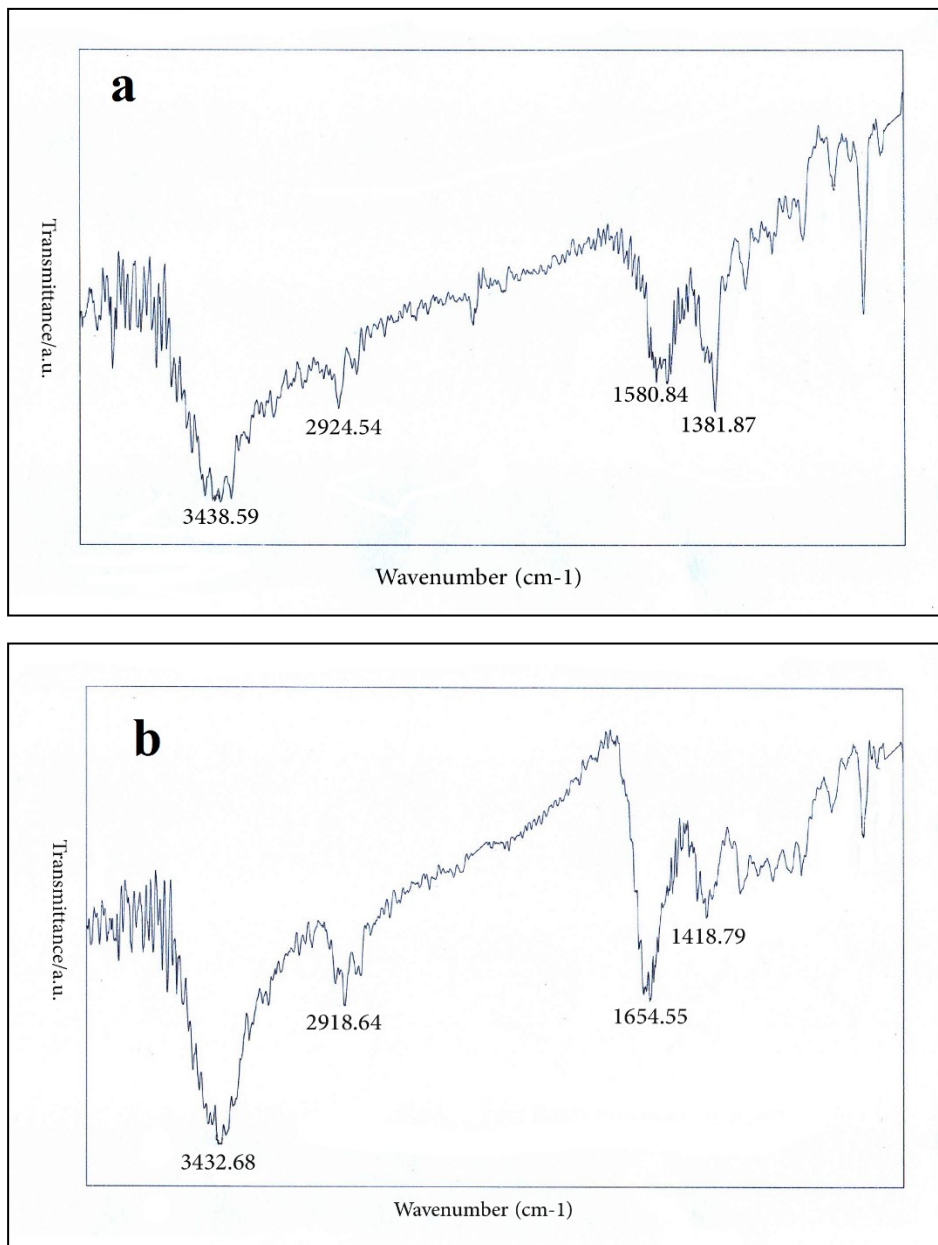 a
Transmittance/a.u.
2924.54
1580.84
1381.87
3438.59
Wavenumber (cm-1)
b
Transmittance/a.u.
1418.79
2918.64
1654.55
3432.68
Wavenumber (cm-1)